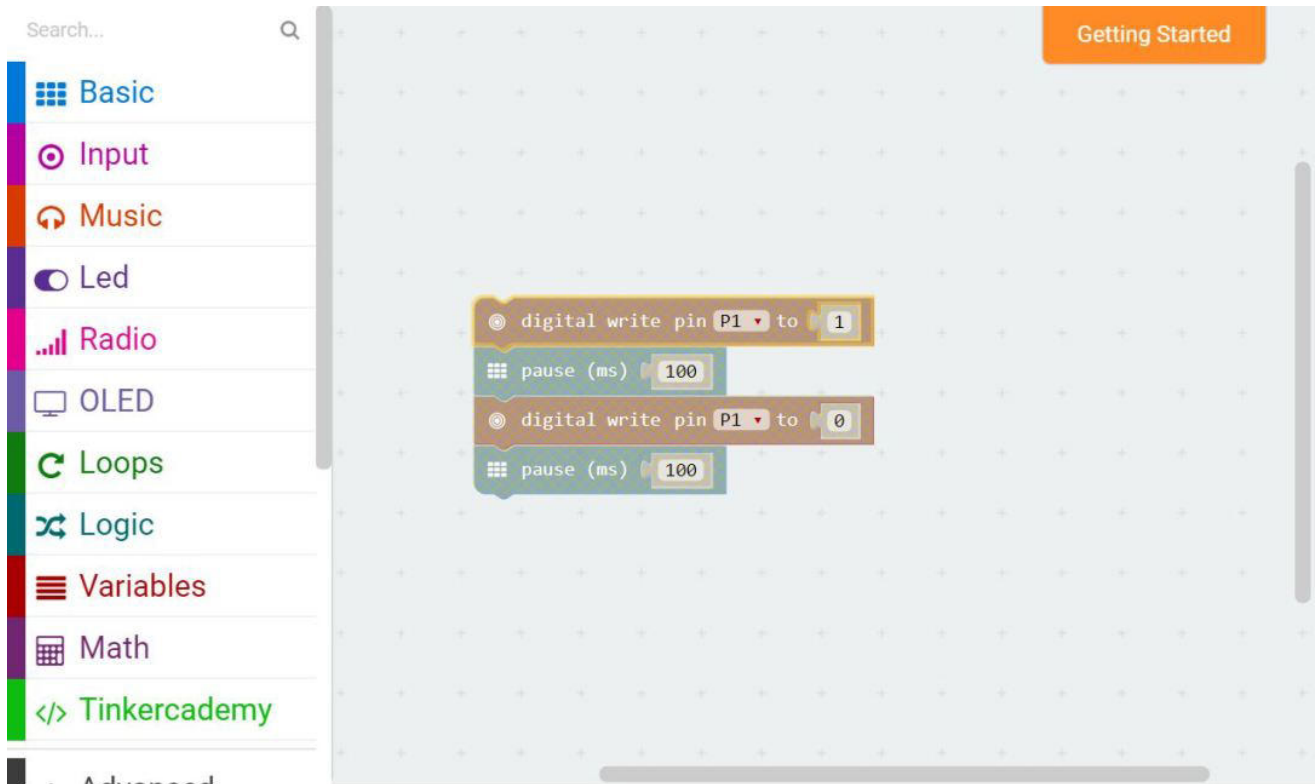 Search...
Getting Started
Basic
Input
Music
Led
Radio
OLED
Loops
Logic
Variables
Math
</> Tinkercademy
Advanced
digital write pin P1 to 1
pause (ms) 100
digital write pin P1 to 0
pause (ms) 100